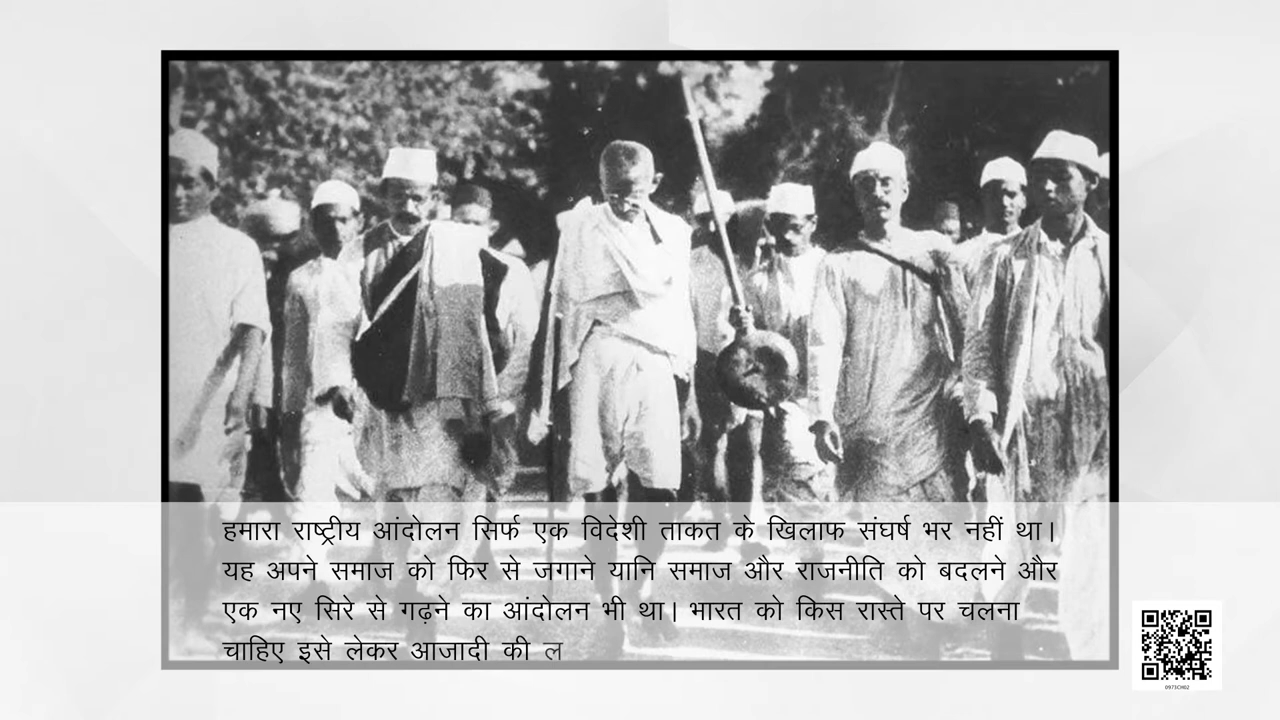 हमारा राष्ट्रीय आंदोलन सिर्फ एक विदेशी ताकत के खिलाफ संघर्ष भर नहीं था।
यह अपने समाज को फिर से जगाने यानि समाज और राजनीति को बदलने और
एक नए सिरे से गढ़ने का आंदोलन भी था। भारत को किस रास्ते पर चलना
चाहिए इसे लेकर आजादी की ल
0973CH02